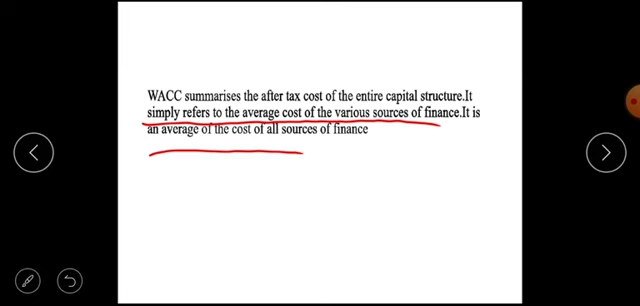 WACC summarises the after tax cost of the entire capital structure.It
simply refers to the average cost of the various sources of finance.It is
an average of the cost of all sources of finance